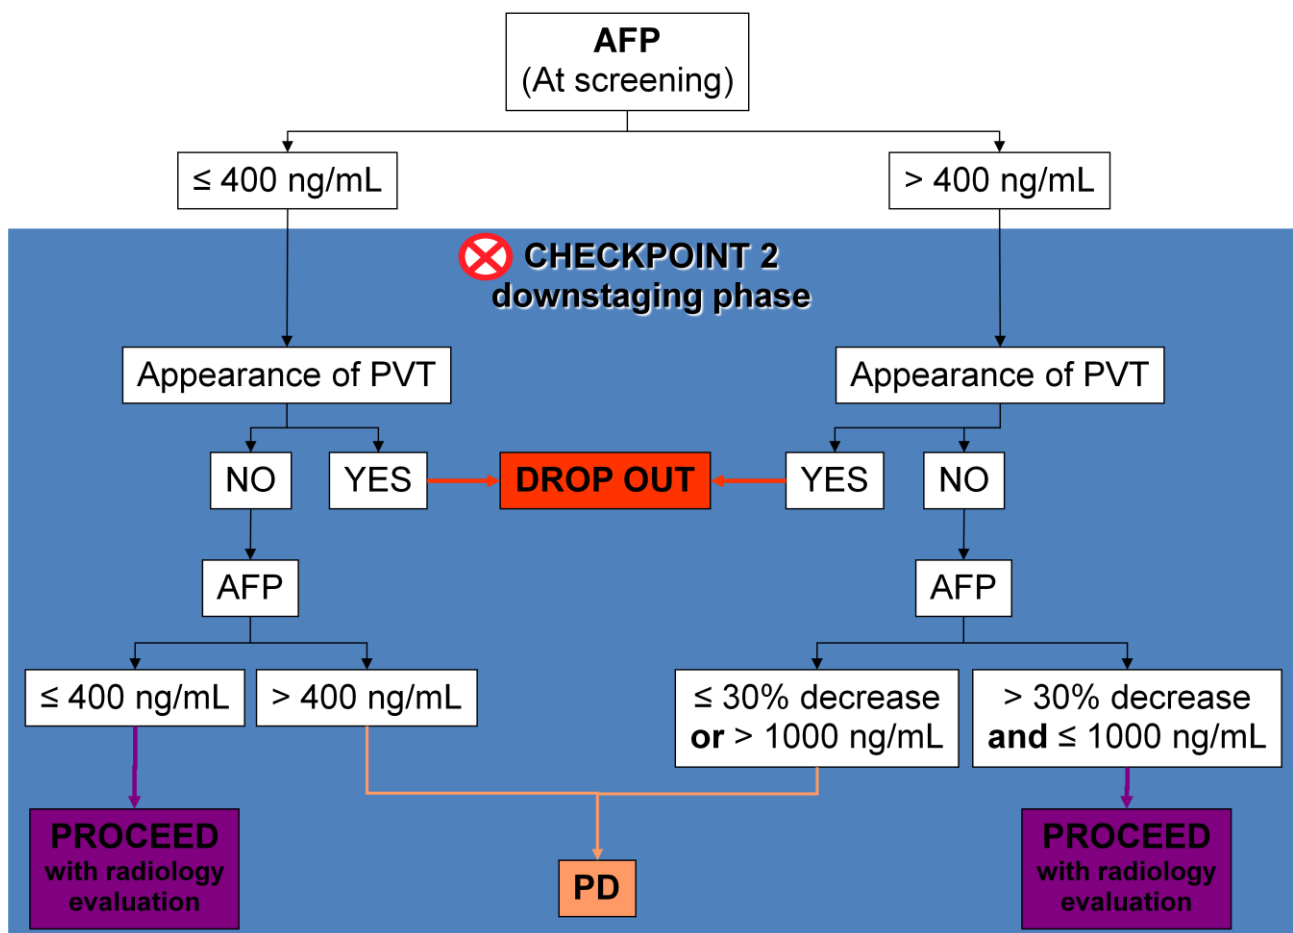 AFP
(At screening)
≤ 400 ng/mL
> 400 ng/mL
CHECKPOINT 2
downstaging phase
Appearance of PVT
Appearance of PVT
NO
YES
DROP OUT
YES
NO
AFP
AFP
≤ 400 ng/mL
> 400 ng/mL
≤ 30% decrease
or > 1000 ng/mL
> 30% decrease
and ≤ 1000 ng/mL
PROCEED
with radiology
evaluation
PD
PROCEED
with radiology
evaluation